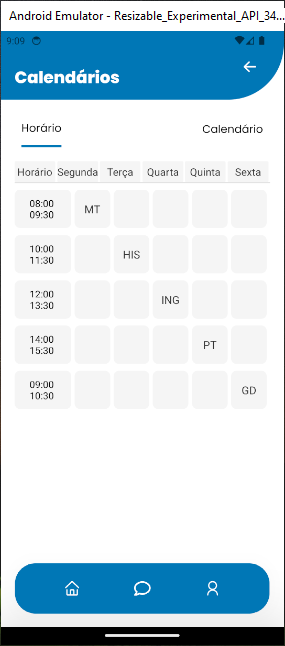 Android Emulator - Resizable_Experimental_API_34...
9:09
Calendários
Horário Calendário
Horário Segunda Terça Quarta Quinta Sexta
08:00
09:30
MT
10:00
11:30
HIS
12:00
13:30
ING
14:00
15:30
PT
09:00
10:30
GD